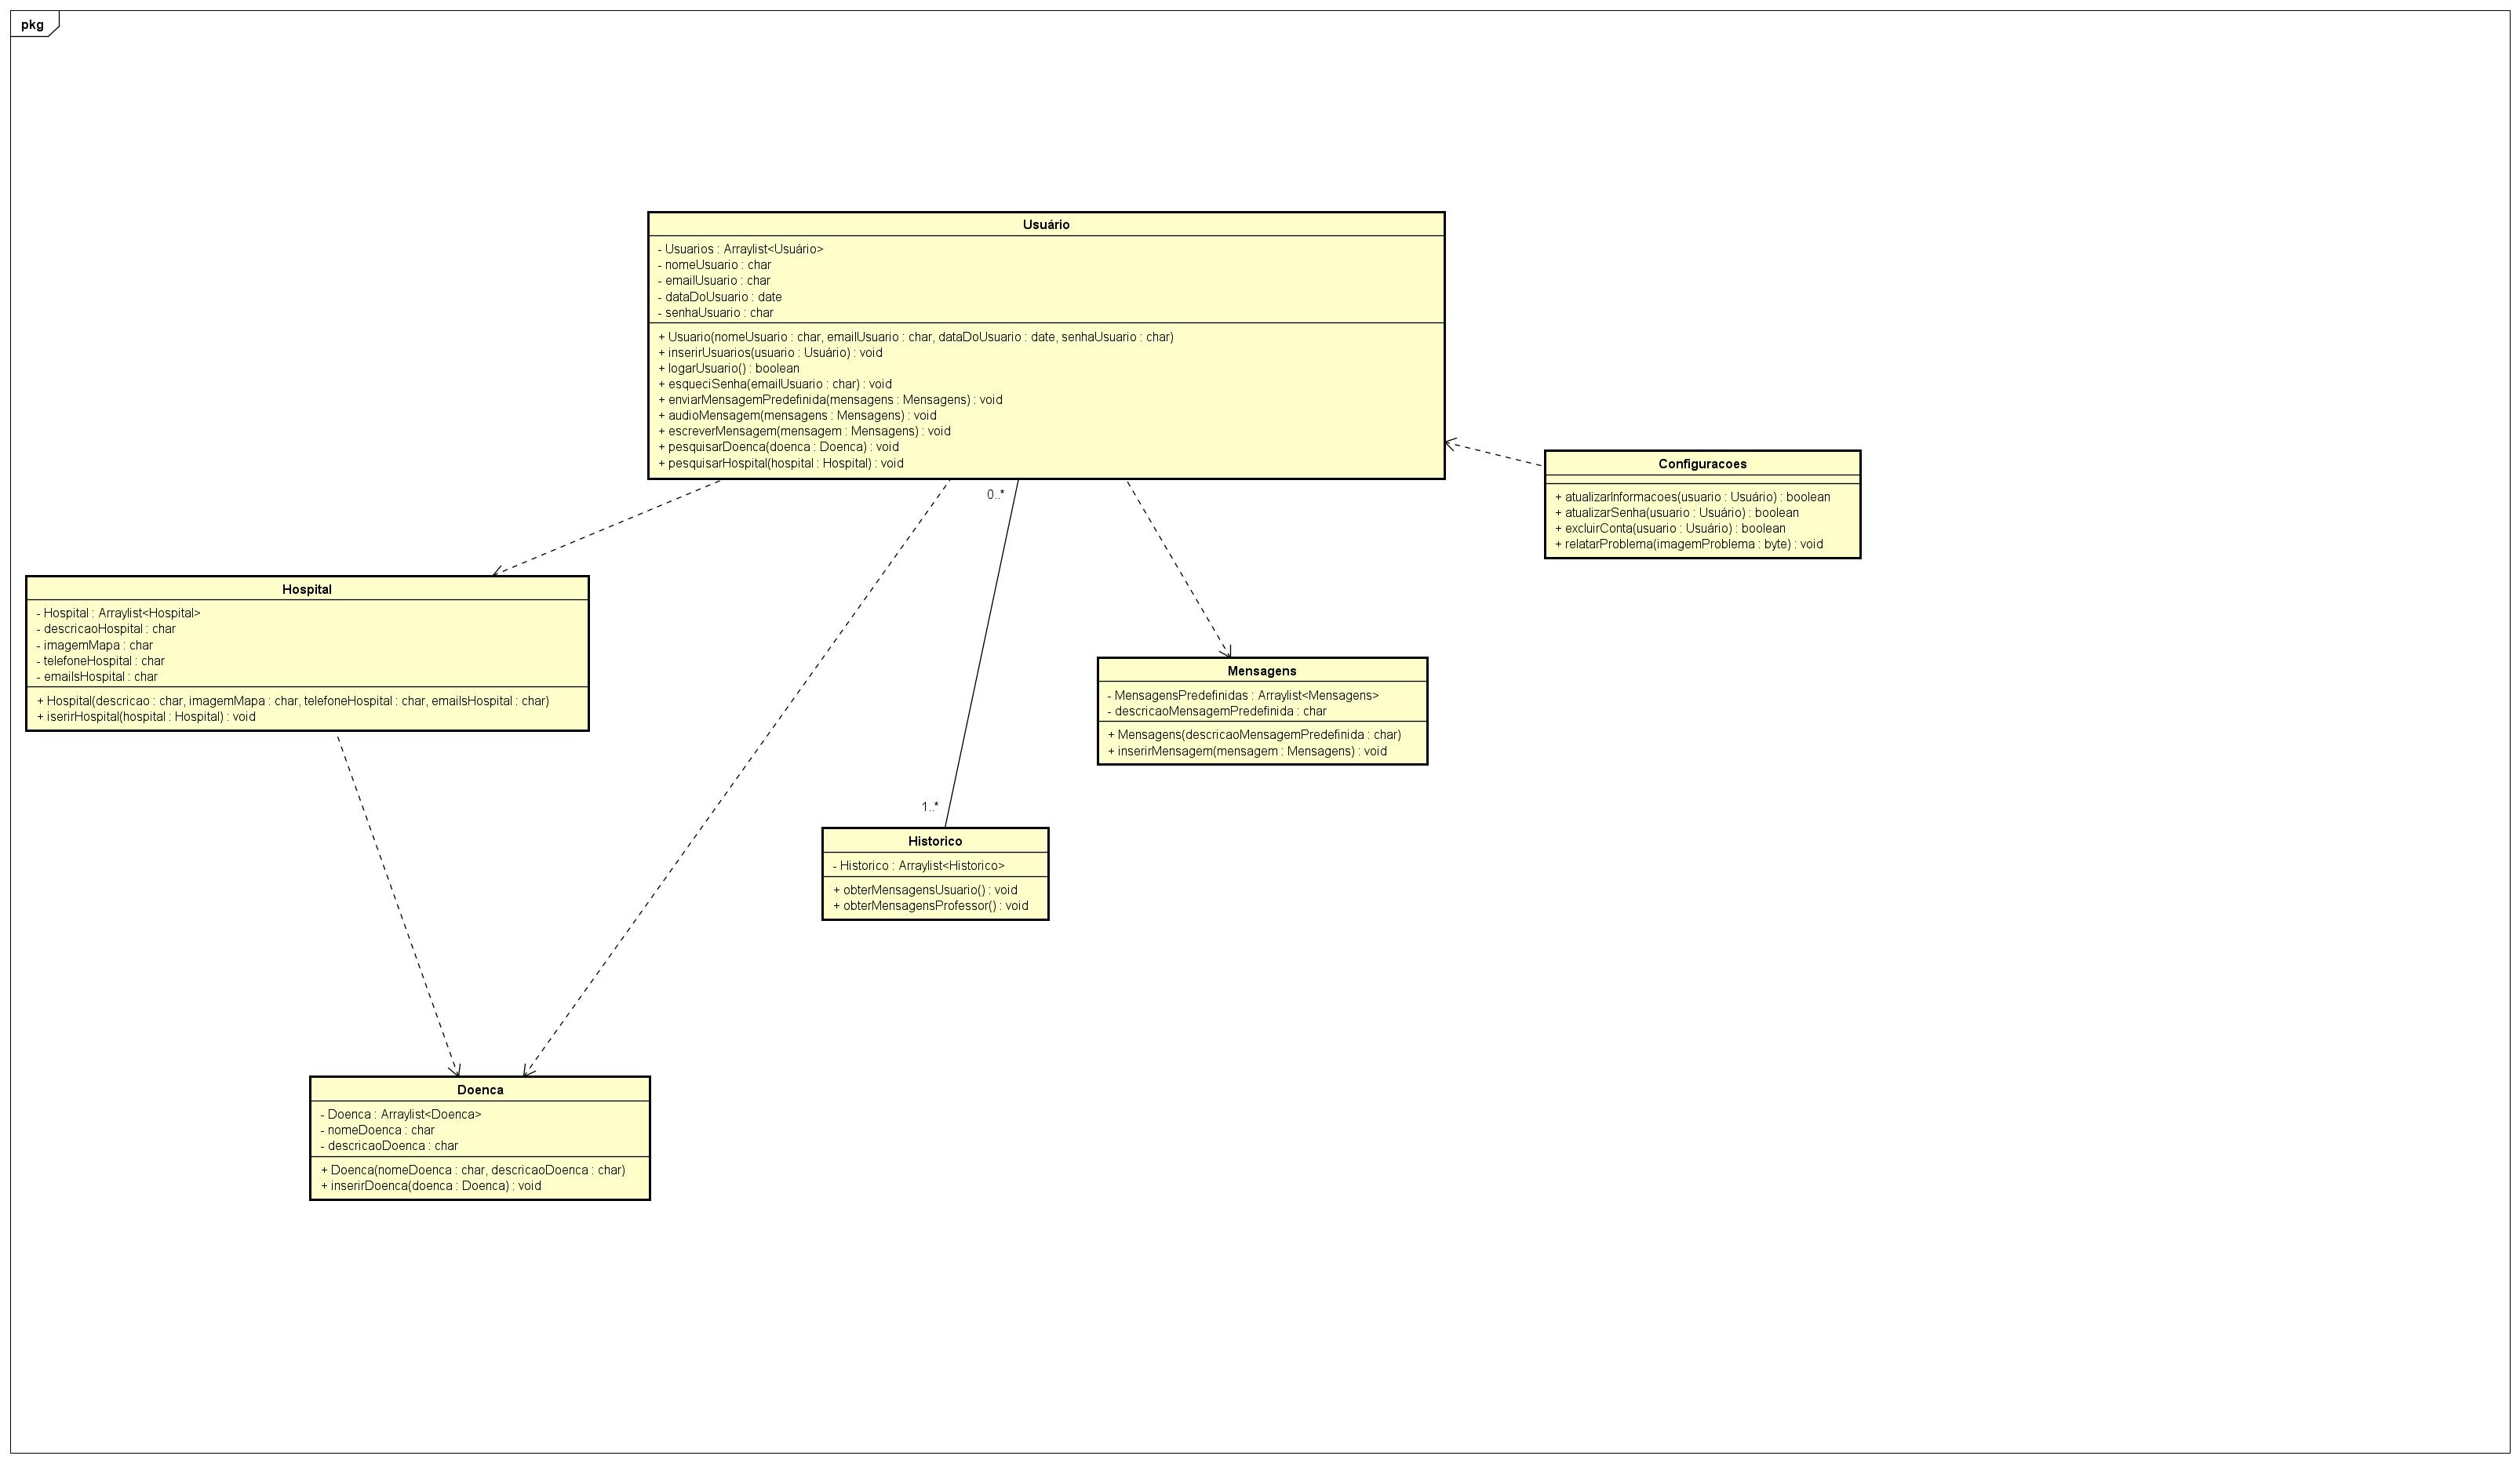 pkg
Usuário
- Usuarios : Arraylist<Usuário>
- nomeUsuario : char
- emailUsuario : char
- dataDoUsuario : date
- senhaUsuario : char
+ Usuario(nomeUsuario : char, emailUsuario : char, dataDoUsuario : date, senhaUsuario : char)
+ inserirUsuarios(usuario : Usuário) : void
+ logarUsuario() : boolean
+ esqueciSenha(emailUsuario : char) : void
+ enviarMensagemPredefinida(mensagens : Mensagens) : void
+ audioMensagem(mensagens : Mensagens) : void
+ escreverMensagem(mensagem : Mensagens) : void
+ pesquisarDoenca(doenca : Doenca) : void
+ pesquisarHospital(hospital : Hospital) : void
Configuracoes
+ atualizarInformacoes(usuario : Usuário) : boolean
+ atualizarSenha(usuario : Usuário) : boolean
+ excluirConta(usuario : Usuário) : boolean
+ relatarProblema(imagemProblema : byte) : void
0..*
Hospital
- Hospital : Arraylist<Hospital>
- descricaoHospital : char
- imagemMapa : char
- telefoneHospital : char
- emailsHospital : char
+ Hospital(descricao : char, imagemMapa : char, telefoneHospital : char, emailsHospital : char)
+ iserirHospital(hospital : Hospital) : void
Mensagens
- MensagensPredefinidas : Arraylist<Mensagens>
- descricaoMensagemPredefinida : char
+ Mensagens(descricaoMensagemPredefinida : char)
+ inserirMensagem(mensagem : Mensagens) : void
1..*
Historico
- Historico : Arraylist<Historico>
+ obterMensagensUsuario() : void
+ obterMensagensProfessor() : void
Doenca
- Doenca : Arraylist<Doenca>
- nomeDoenca : char
- descricaoDoenca : char
+ Doenca(nomeDoenca : char, descricaoDoenca : char)
+ inserirDoenca(doenca : Doenca) : void